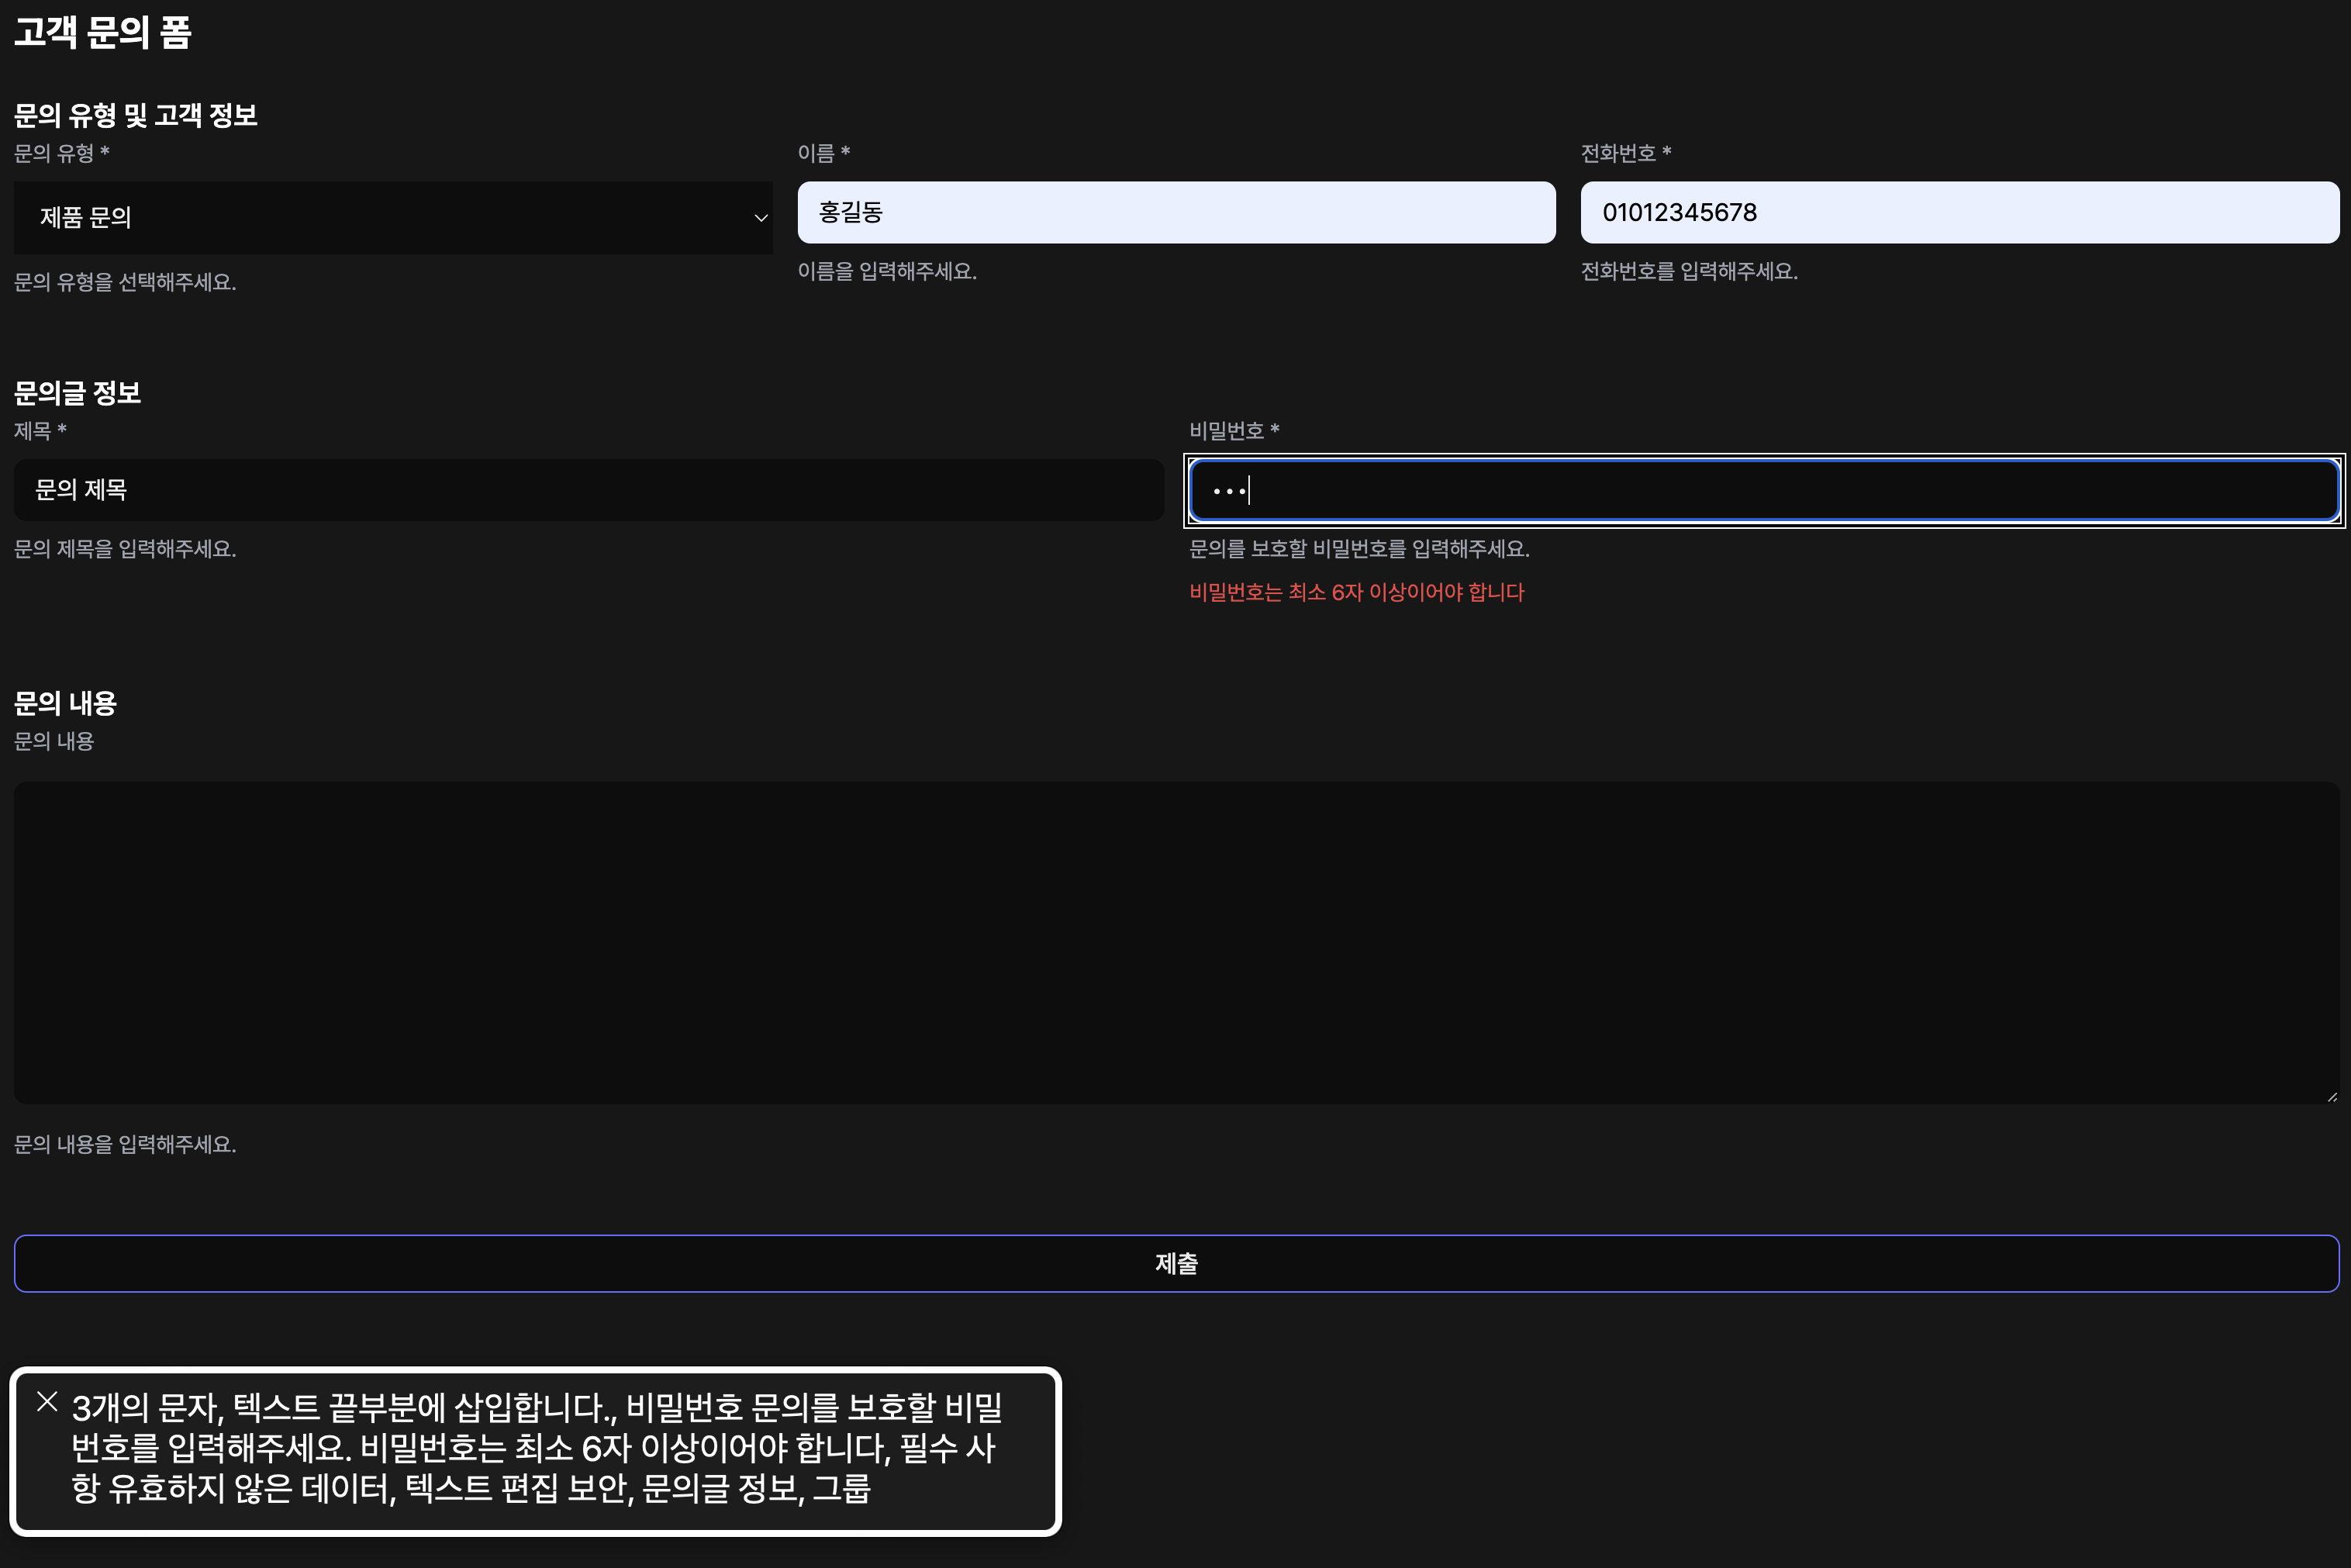 고객 문의 폼
문의 유형 및 고객 정보
문의 유형 *
제품 문의
문의 유형을 선택해주세요.
이름 *
홍길동
이름을 입력해주세요.
전화번호 *
01012345678
전화번호를 입력해주세요.
문의글 정보
제목 *
문의 제목
문의 제목을 입력해주세요.
비밀번호 *
•••
문의를 보호할 비밀번호를 입력해주세요.
비밀번호는 최소 6자 이상이어야 합니다
문의 내용
문의 내용
문의 내용을 입력해주세요.
제출
3개의 문자, 텍스트 끝부분에 삽입합니다., 비밀번호 문의를 보호할 비밀
번호를 입력해주세요. 비밀번호는 최소 6자 이상이어야 합니다, 필수 사
항 유효하지 않은 데이터, 텍스트 편집 보안, 문의글 정보, 그룹